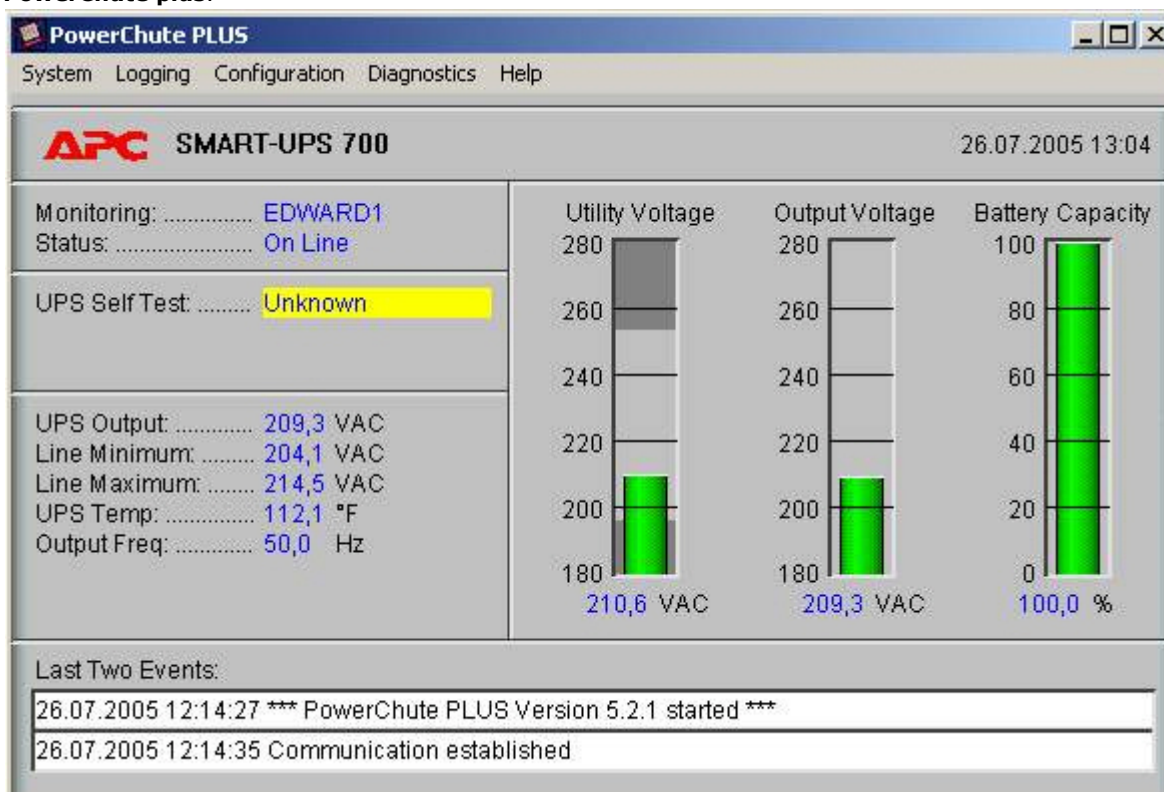 PowerChute PLUS
System Logging Configuration Diagnostics Help
APC SMART-UPS 700
26.07.2005 13:04
Monitoring: .............. EDWARD1
Status: ...................... On Line
UPS Self Test: ......... Unknown
UPS Output: ............. 209,3 VAC
Line Minimum: ......... 204,1 VAC
Line Maximum: ........ 214,5 VAC
UPS Temp: ............... 112,1 °F
Output Freq: ............. 50,0 Hz
Utility Voltage
280
260
240
220
200
180
210,6 VAC
Output Voltage
280
260
240
220
200
180
209,3 VAC
Battery Capacity
100
80
60
40
20
0
100,0 %
Last Two Events:
26.07.2005 12:14:27 *** PowerChute PLUS Version 5.2.1 started ***
26.07.2005 12:14:35 Communication established